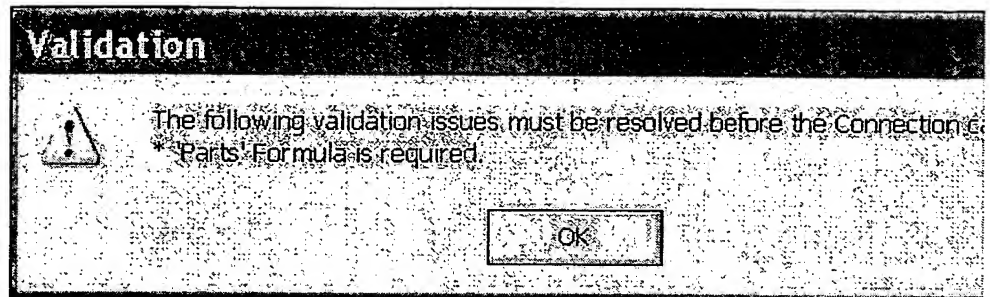 Validation
The following validation issues must be resolved before the Connection
* 'Parts' Formula is required.
OK